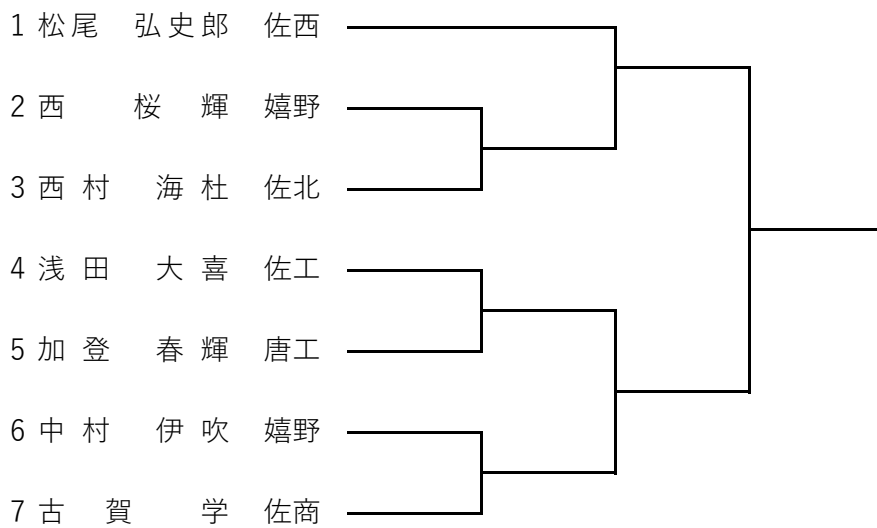 1 松尾 弘史郎 佐西
2 西 桜輝 嬉野
3 西村 海杜 佐北
4 浅田 大喜 佐工
5 加登 春輝 唐工
6 中村 伊吹 嬉野
7 古賀 学 佐商